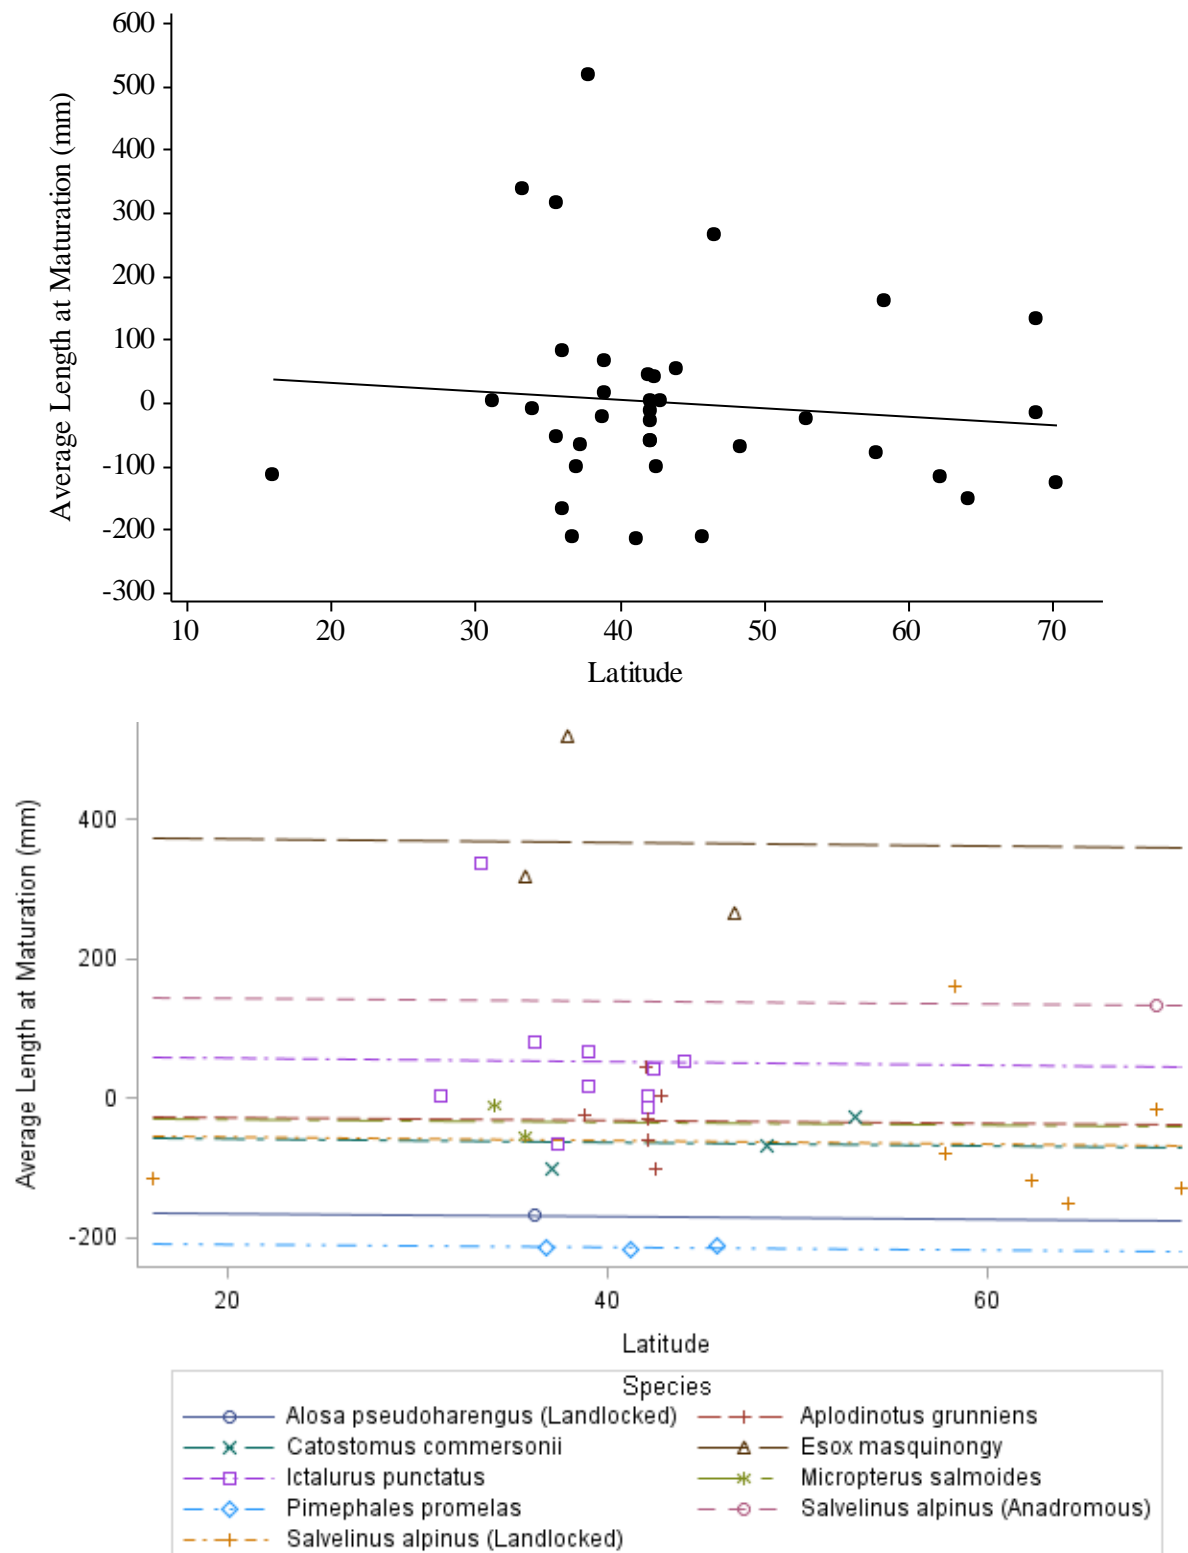 600
500
400
300
200
100
0
-100
-200
-300
Average Length at Maturation (mm)
10 20 30 40 50 60 70
Latitude
400
200
0
-200
Average Length at Maturation (mm)
20 40 60
Latitude
Species
Alosa pseudoharengus (Landlocked) Aplodinotus grunniens
Catostomus commersonii Esox masquinongy
Ictalurus punctatus Micropterus salmoides
Pimephales promelas Salvelinus alpinus (Anadromous)
Salvelinus alpinus (Landlocked)